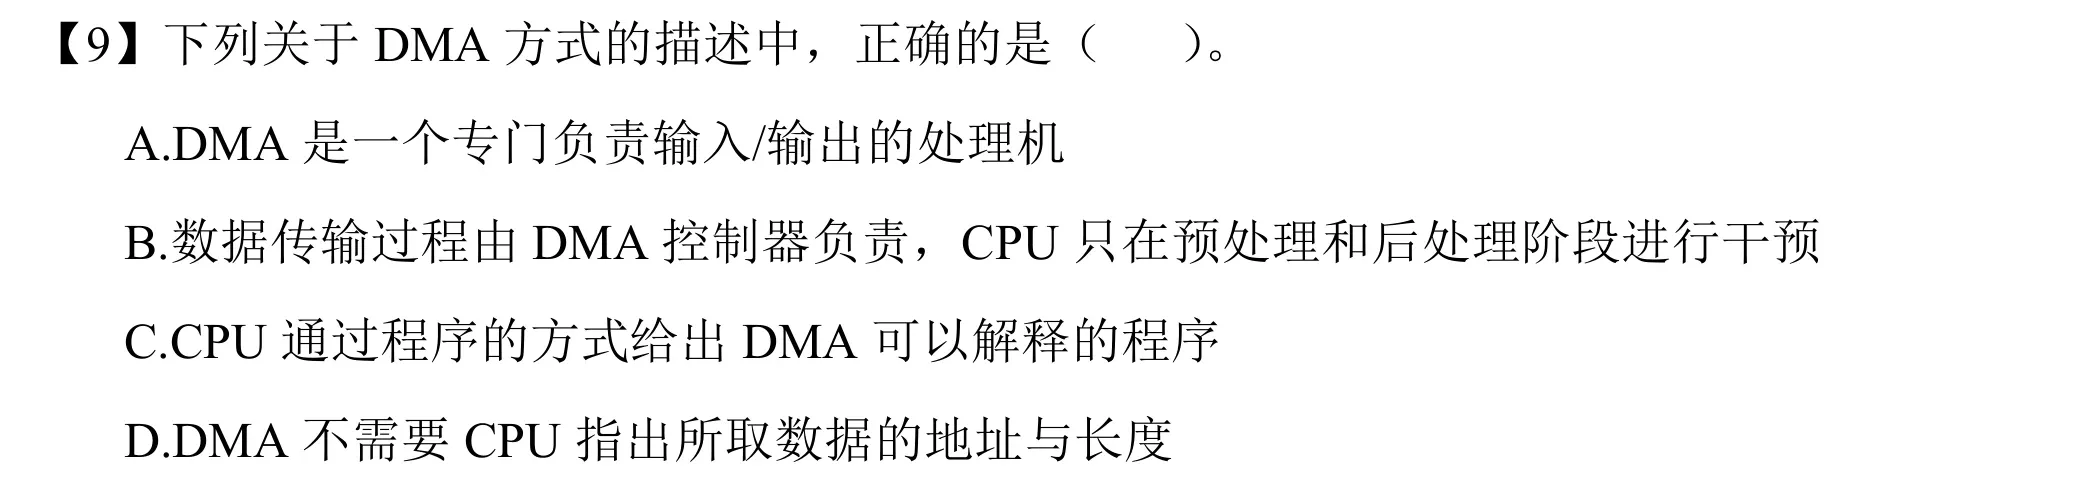 【9】下列关于 DMA 方式的描述中，正确的是（　　）。
A.DMA 是一个专门负责输入/输出的处理机
B.数据传输过程由 DMA 控制器负责，CPU 只在预处理和后处理阶段进行干预
C.CPU 通过程序的方式给出 DMA 可以解释的程序
D.DMA 不需要 CPU 指出所取数据的地址与长度